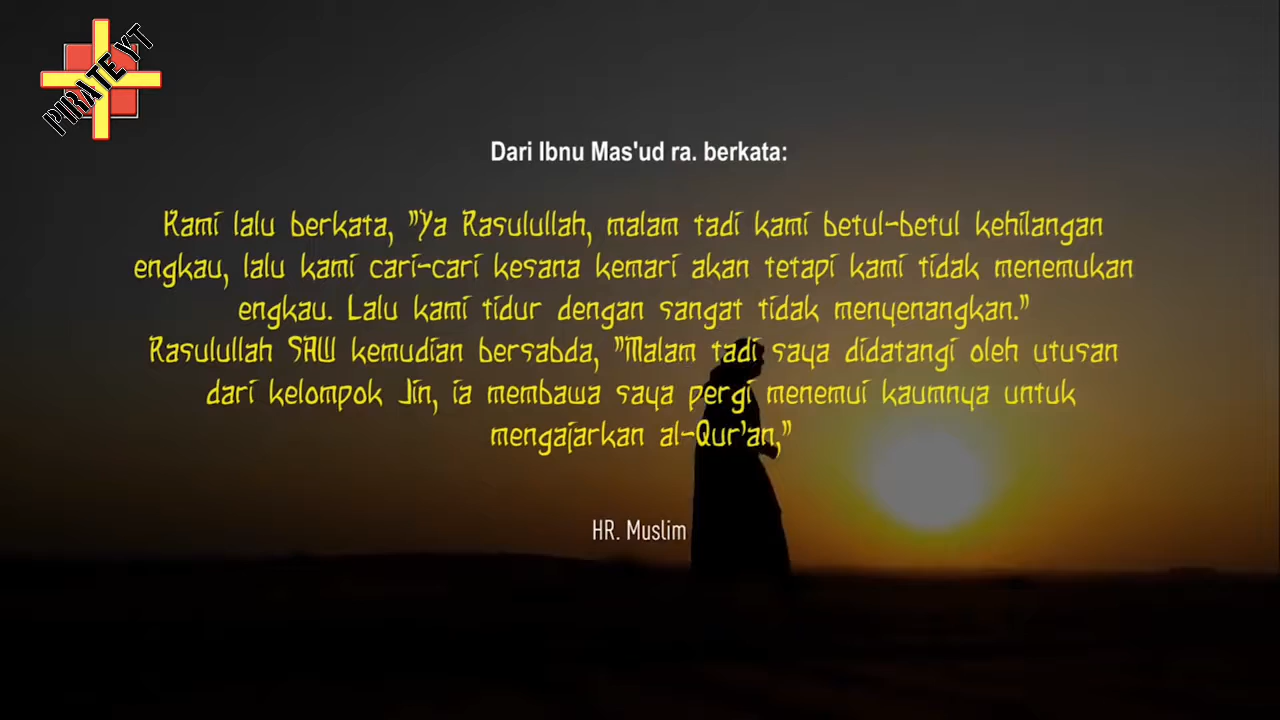 PIRATE YT
Dari Ibnu Mas'ud ra. berkata:
Kami lalu berkata, "Ya Rasulullah, malam tadi kami betul-betul kehilangan
engkau, lalu kami cari-cari kesana kemari akan tetapi kami tidak menemukan
engkau. Lalu kami tidur dengan sangat tidak menyenangkan."
Rasulullah SAW kemudian bersabda, "Malam tadi saya didatangi oleh utusan
dari kelompok Jin, ia membawa saya pergi menemui kaumnya untuk
mengajarkan al-Qur'an,"
HR. Muslim